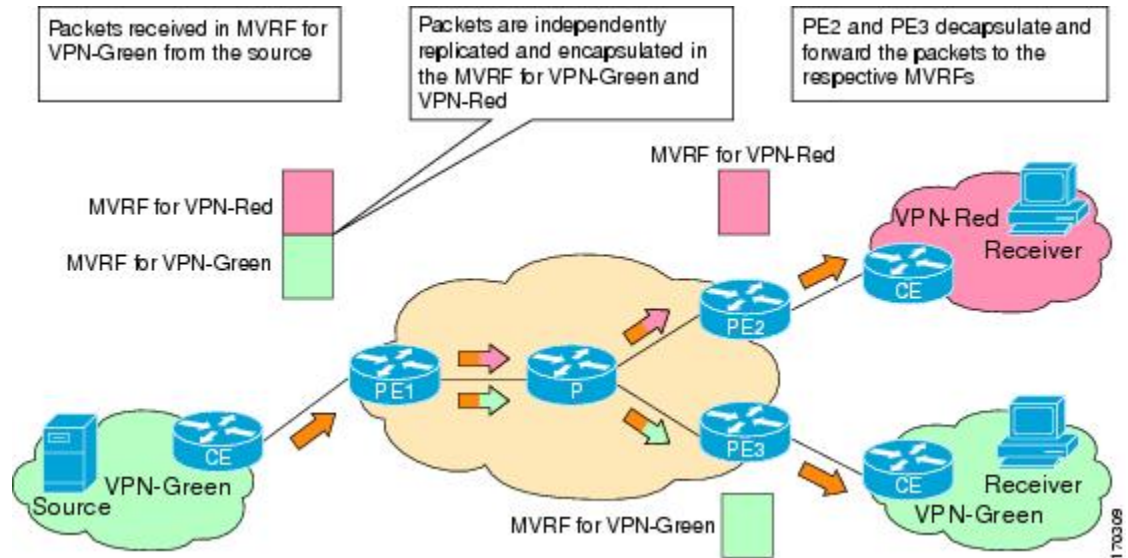 Packets received in MVRF for
VPN-Green from the source
Packets are independently
replicated and encapsulated in
the MVRF for VPN-Green and
VPN-Red
PE2 and PE3 decapsulate and
forward the packets to the
respective MVRFs
MVRF for VPN-Red
MVRF for VPN-Green
MVRF for VPN-Red
VPN-Red
Receiver
CE
PE2
PE1
P
PE3
CE
VPN-Green
Source
CE
Receiver
VPN-Green
MVRF for VPN-Green
170309